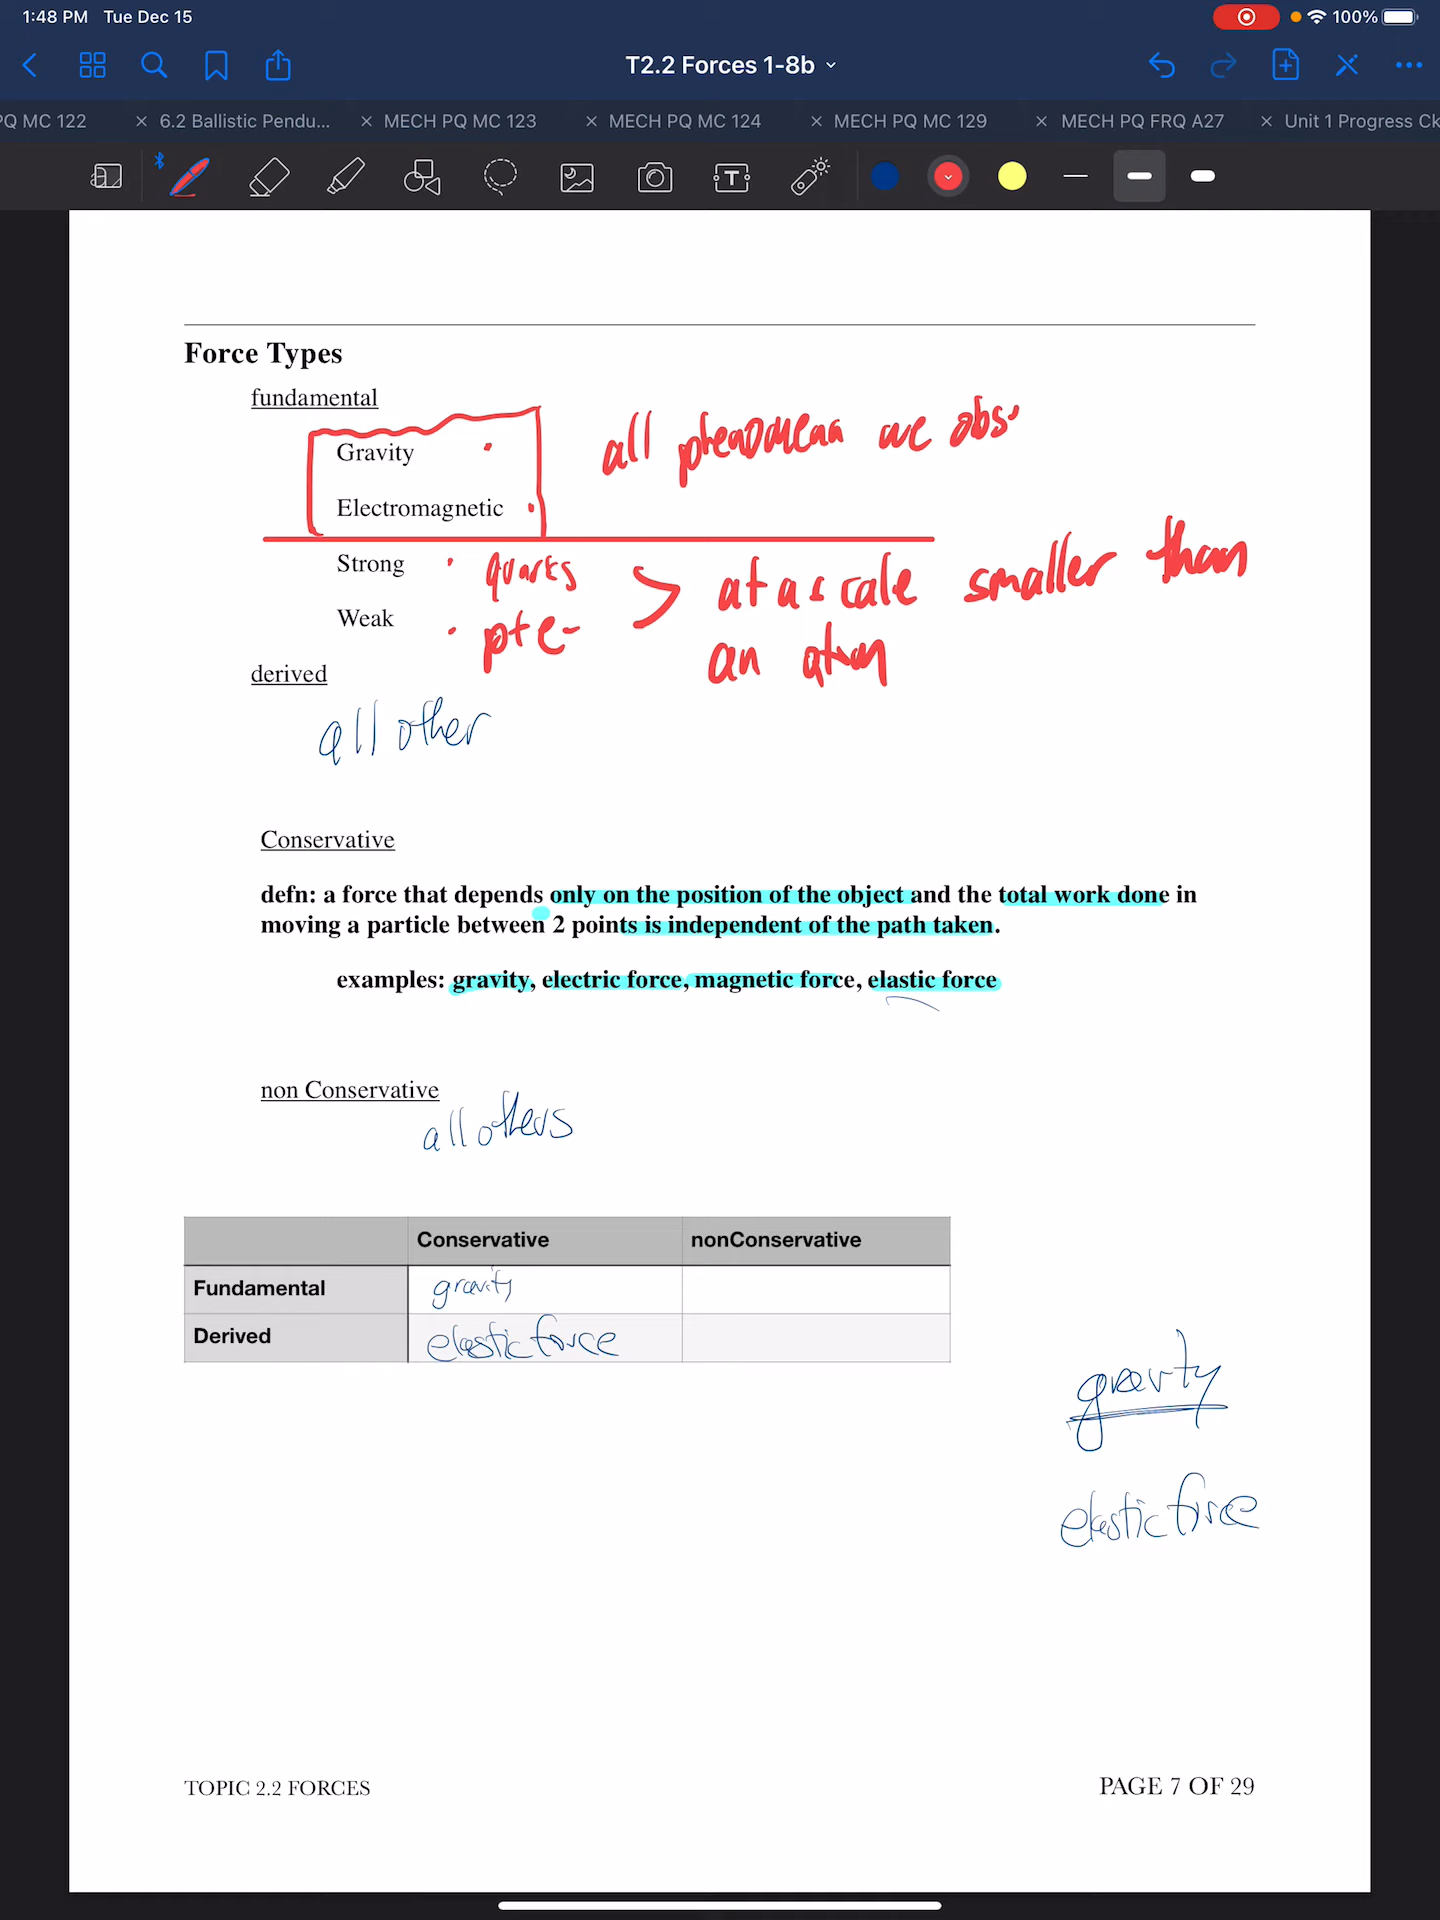 1:48 PM Tue Dec 15
100%
T2.2 Forces 1-8b
PQ MC 122
6.2 Ballistic Pendu...
MECH PQ MC 123
MECH PQ MC 124
MECH PQ MC 129
MECH PQ FRQ A27
Unit 1 Progress Ck
Force Types
fundamental
Gravity
all phenomena we obs.
Electromagnetic
Strong · quarks > at a scale smaller than
Weak · pte-
an atom
derived
all other
Conservative
defn: a force that depends only on the position of the object and the total work done in
moving a particle between 2 points is independent of the path taken.
examples: gravity, electric force, magnetic force, elastic force
non Conservative
all others
Conservative nonConservative
Fundamental gravity
Derived elastic force
gravity
elastic force
TOPIC 2.2 FORCES PAGE 7 OF 29